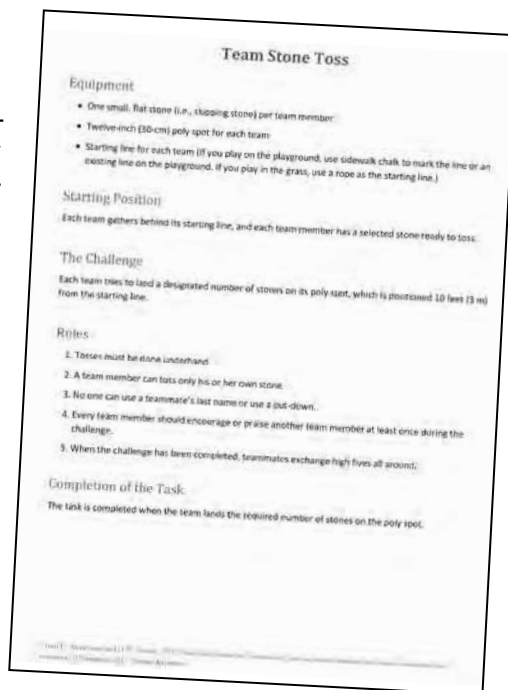 Team Stone Toss
Equipment
• One small, flat stone (i.e., skipping stone) per team member
• Twelve-inch (30-cm) poly spot for each team
• Starting line for each team (If you play on the playground, use sidewalk chalk to mark the line or an
existing line on the playground. If you play in the grass, use a rope as the starting line.)
Starting Position
Each team gathers behind its starting line, and each team member has a selected stone ready to toss.
The Challenge
Each team tries to land a designated number of stones on its poly spot, which is positioned 10 feet (3 m)
from the starting line.
Rules
1. Tosses must be done underhand.
2. A team member can toss only his or her own stone.
3. No one can use a teammate's last name or use a put-down.
4. Every team member should encourage or praise another team member at least once during the
challenge.
5. When the challenge has been completed, teammates exchange high fives all around.
Completion of the Task
The task is completed when the team lands the required number of stones on the poly spot.